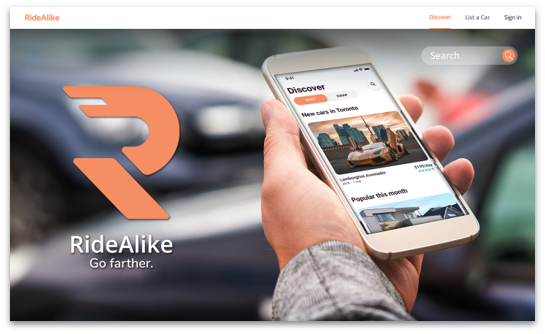 RideAlike
Discover
List a Car
Sign in
Search
9:41
Discover
New cars in Toronto
Lamborghini Aventador
$195/day
Popular this month
RideAlike
Go farther.